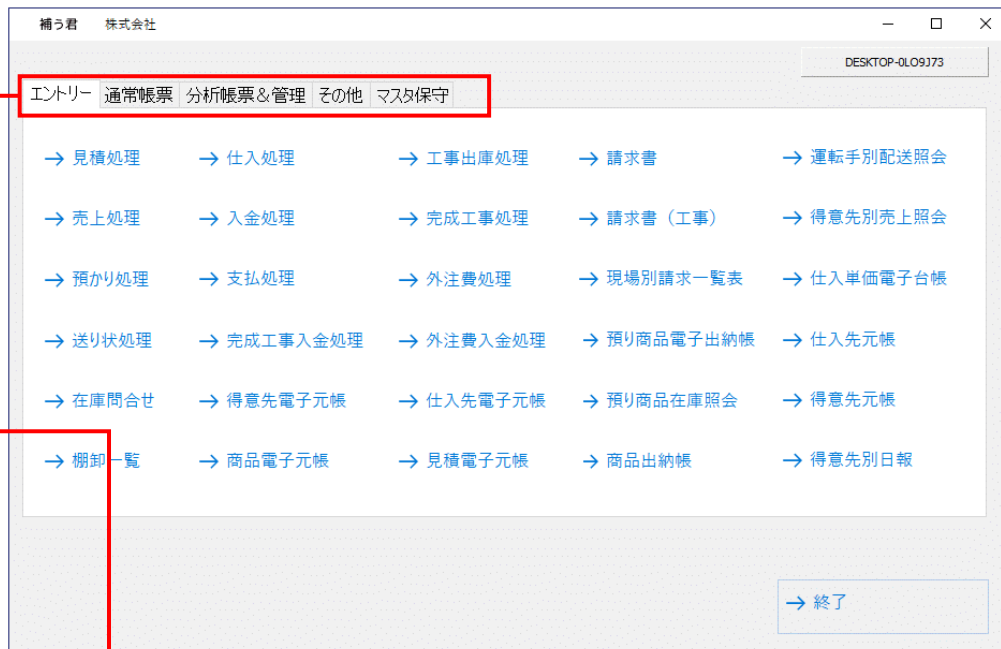 補う君 株式会社
DESKTOP-0LO9J73
エントリー 通常帳票 分析帳票＆管理 その他 マスタ保守
→ 見積処理 → 仕入処理 → 工事出庫処理 → 請求書 → 運転手別配送照会
→ 売上処理 → 入金処理 → 完成工事処理 → 請求書（工事） → 得意先別売上照会
→ 預かり処理 → 支払処理 → 外注費処理 → 現場別請求一覧表 → 仕入単価電子台帳
→ 送り状処理 → 完成工事入金処理 → 外注費入金処理 → 預り商品電子出納帳 → 仕入先元帳
→ 在庫問合せ → 得意先電子元帳 → 仕入先電子元帳 → 預り商品在庫照会 → 得意先元帳
→ 棚卸一覧 → 商品電子元帳 → 見積電子元帳 → 商品出納帳 → 得意先別日報
→ 終了